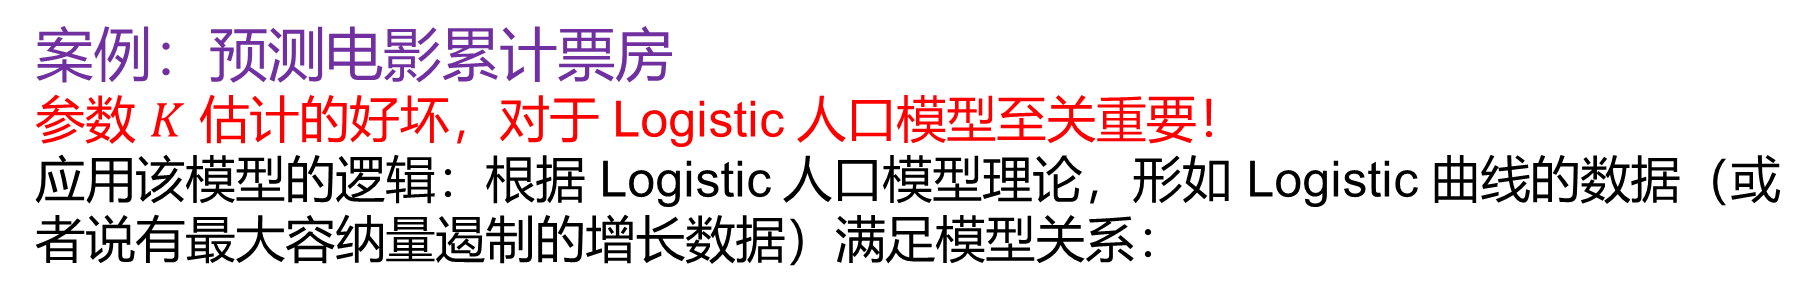 案例：预测电影累计票房
参数 K 估计的好坏，对于 Logistic 人口模型至关重要！
应用该模型的逻辑：根据 Logistic 人口模型理论，形如 Logistic 曲线的数据（或
者说有最大容纳量遏制的增长数据）满足模型关系：